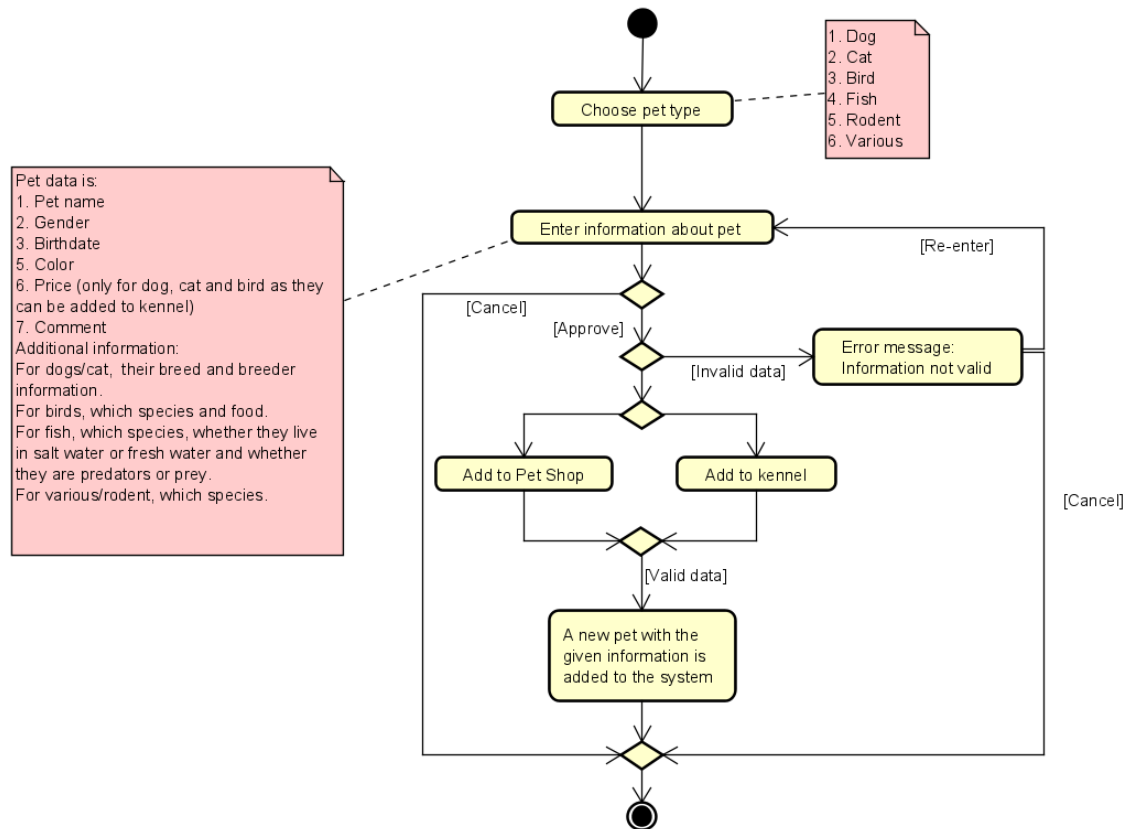 1. Dog
2. Cat
3. Bird
4. Fish
5. Rodent
6. Various
Choose pet type
Pet data is:
1. Pet name
2. Gender
3. Birthdate
5. Color
6. Price (only for dog, cat and bird as they
can be added to kennel)
7. Comment
Additional information:
For dogs/cat,  their breed and breeder
information.
For birds, which species and food.
For fish, which species, whether they live
in salt water or fresh water and whether
they are predators or prey.
For various/rodent, which species.
Enter information about pet
[Re-enter]
[Cancel]
[Approve]
[Invalid data]
Error message:
Information not valid
Add to Pet Shop
Add to kennel
[Cancel]
[Valid data]
A new pet with the
given information is
added to the system